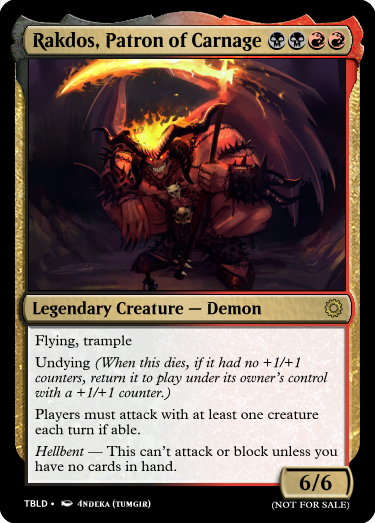 Rakdos, Patron of Carnage
Legendary Creature — Demon
Flying, trample
Undying (When this dies, if it had no +1/+1
counters, return it to play under its owner's control
with a +1/+1 counter.)
Players must attack with at least one creature
each turn if able.
Hellbent — This can't attack or block unless you
have no cards in hand.
6/6
TBLD • 4NDEKA (TUMGIR)
(NOT FOR SALE)